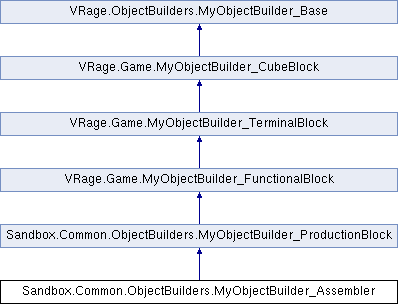 VRage.ObjectBuilders.MyObjectBuilder_Base
VRage.Game.MyObjectBuilder_CubeBlock
VRage.Game.MyObjectBuilder_TerminalBlock
VRage.Game.MyObjectBuilder_FunctionalBlock
Sandbox.Common.ObjectBuilders.MyObjectBuilder_ProductionBlock
Sandbox.Common.ObjectBuilders.MyObjectBuilder_Assembler